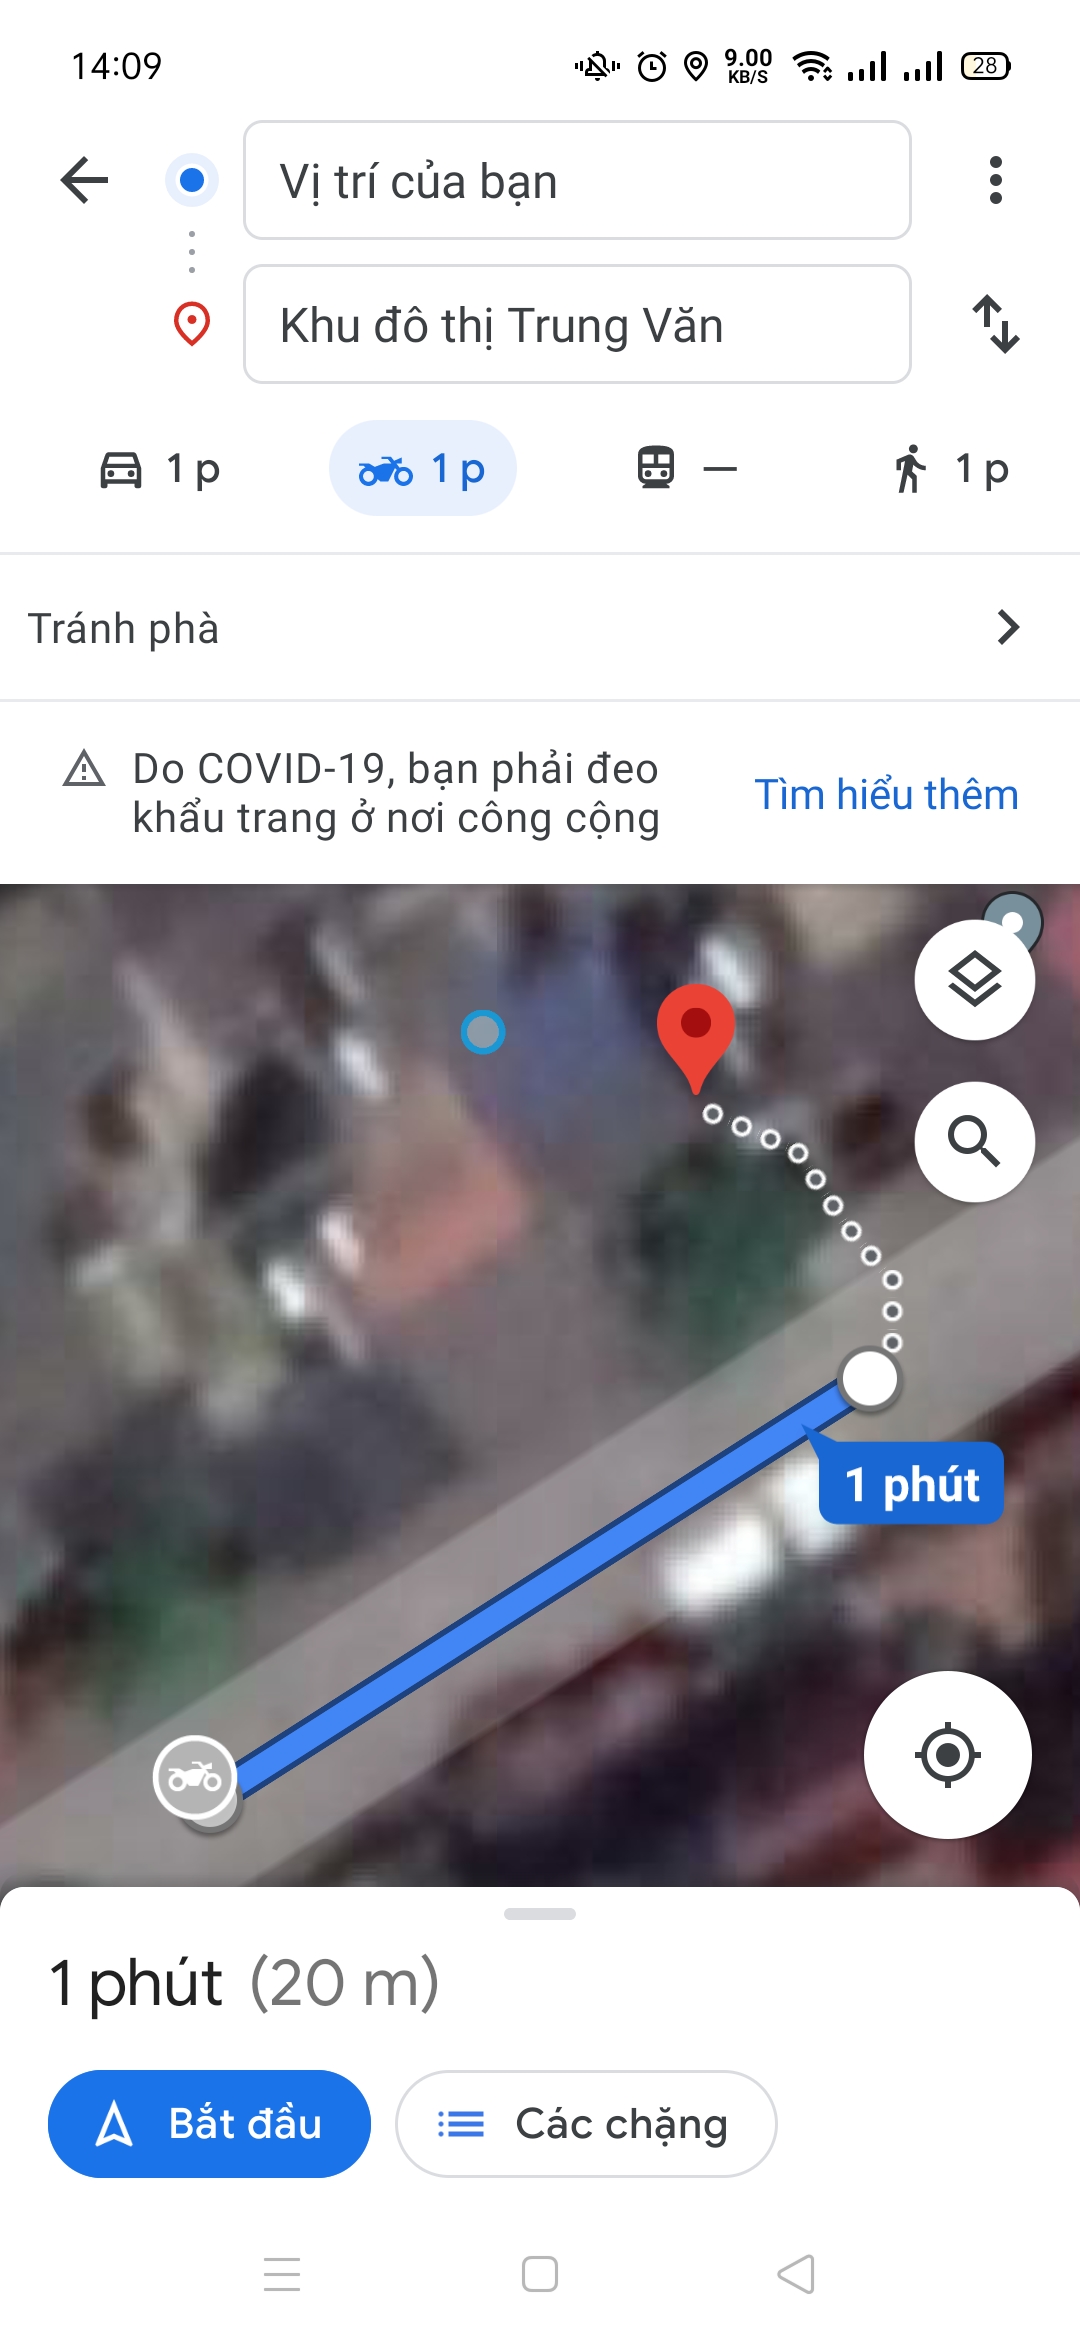 14:09
9.00
KB/S
28
Vị trí của bạn
Khu đô thị Trung Văn
1 p
1 p
—
1 p
Tránh phà
Do COVID-19, bạn phải đeo
khẩu trang ở nơi công cộng
Tìm hiểu thêm
1 phút
1 phút (20 m)
Bắt đầu
Các chặng